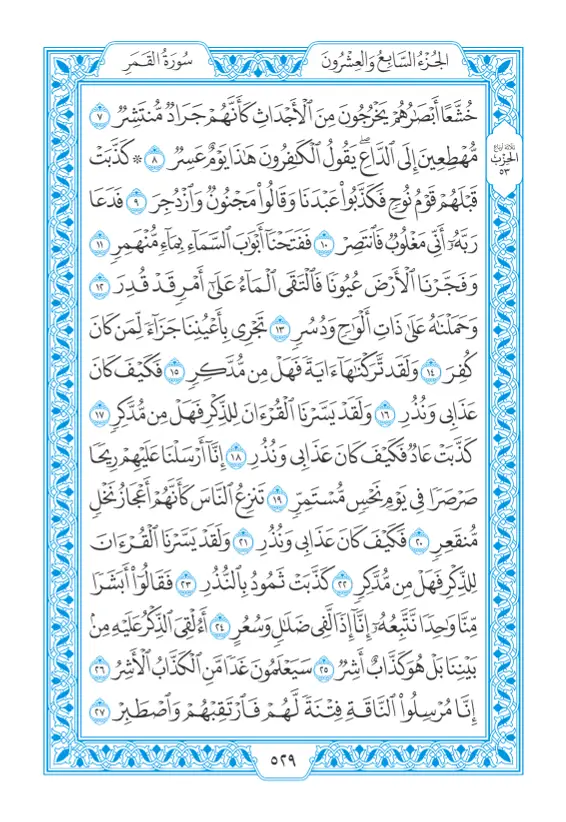 الجُزْءُ السَّابِعُ وَالعِشْرُونَ
سُورَةُ القَمَرِ
خُشَّعًا أَبْصَٰرُهُمْ يَخْرُجُونَ مِنَ ٱلْأَجْدَاثِ كَأَنَّهُمْ جَرَادٌ مُّنتَشِرٌ ٧
مُّهْطِعِينَ إِلَى ٱلدَّاعِ ۖ يَقُولُ ٱلْكَٰفِرُونَ هَٰذَا يَوْمٌ عَسِرٌ ٨ ۞ كَذَّبَتْ
قَبْلَهُمْ قَوْمُ نُوحٍ فَكَذَّبُوا۟ عَبْدَنَا وَقَالُوا۟ مَجْنُونٌ وَٱزْدُجِرَ ٩ فَدَعَا
رَبَّهُۥٓ أَنِّى مَغْلُوبٌ فَٱنتَصِرْ ١٠ فَفَتَحْنَآ أَبْوَٰبَ ٱلسَّمَآءِ بِمَآءٍ مُّنْهَمِرٍ ١١
وَفَجَّرْنَا ٱلْأَرْضَ عُيُونًا فَٱلْتَقَى ٱلْمَآءُ عَلَىٰٓ أَمْرٍ قَدْ قُدِرَ ١٢
وَحَمَلْنَٰهُ عَلَىٰ ذَاتِ أَلْوَٰحٍ وَدُسُرٍ ١٣ تَجْرِى بِأَعْيُنِنَا جَزَآءً لِّمَن كَانَ
كُفِرَ ١٤ وَلَقَد تَّرَكْنَٰهَآ ءَايَةً فَهَلْ مِن مُّدَّكِرٍ ١٥ فَكَيْفَ كَانَ
عَذَابِى وَنُذُرِ ١٦ وَلَقَدْ يَسَّرْنَا ٱلْقُرْءَانَ لِلذِّكْرِ فَهَلْ مِن مُّدَّكِرٍ ١٧
كَذَّبَتْ عَادٌ فَكَيْفَ كَانَ عَذَابِى وَنُذُرِ ١٨ إِنَّآ أَرْسَلْنَا عَلَيْهِمْ رِيحًا
صَرْصَرًا فِى يَوْمِ نَحْسٍ مُّسْتَمِرٍّ ١٩ تَنزِعُ ٱلنَّاسَ كَأَنَّهُمْ أَعْجَازُ نَخْلٍ
مُّنقَعِرٍ ٢٠ فَكَيْفَ كَانَ عَذَابِى وَنُذُرِ ٢١ وَلَقَدْ يَسَّرْنَا ٱلْقُرْءَانَ
لِلذِّكْرِ فَهَلْ مِن مُّدَّكِرٍ ٢٢ كَذَّبَتْ ثَمُودُ بِٱلنُّذُرِ ٢٣ فَقَالُوٓا۟ أَبَشَرًا
مِّنَّا وَٰحِدًا نَّتَّبِعُهُۥٓ إِنَّآ إِذًا لَّفِى ضَلَٰلٍ وَسُعُرٍ ٢٤ أَءُلْقِىَ ٱلذِّكْرُ عَلَيْهِ مِنۢ
بَيْنِنَا بَلْ هُوَ كَذَّابٌ أَشِرٌ ٢٥ سَيَعْلَمُونَ غَدًا مَّنِ ٱلْكَذَّابُ ٱلْأَشِرُ ٢٦
إِنَّا مُرْسِلُوا۟ ٱلنَّاقَةِ فِتْنَةً لَّهُمْ فَٱرْتَقِبْهُمْ وَٱصْطَبِرْ ٢٧
ثلاثة أرباع
الحزب
٥٣
٥٢٩